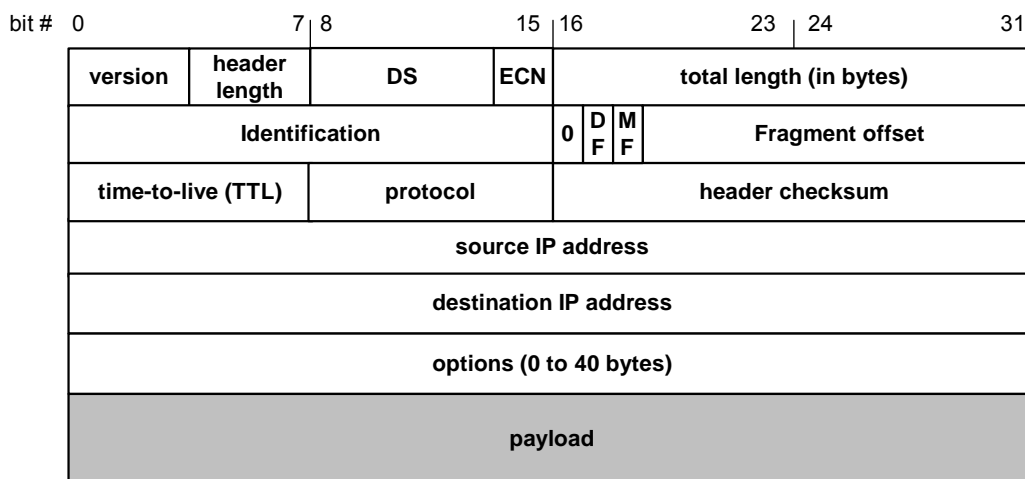 bit # 0 7 8 15 16 23 24 31
version header length DS ECN total length (in bytes)
Identification 0 DF MF Fragment offset
time-to-live (TTL) protocol header checksum
source IP address
destination IP address
options (0 to 40 bytes)
payload